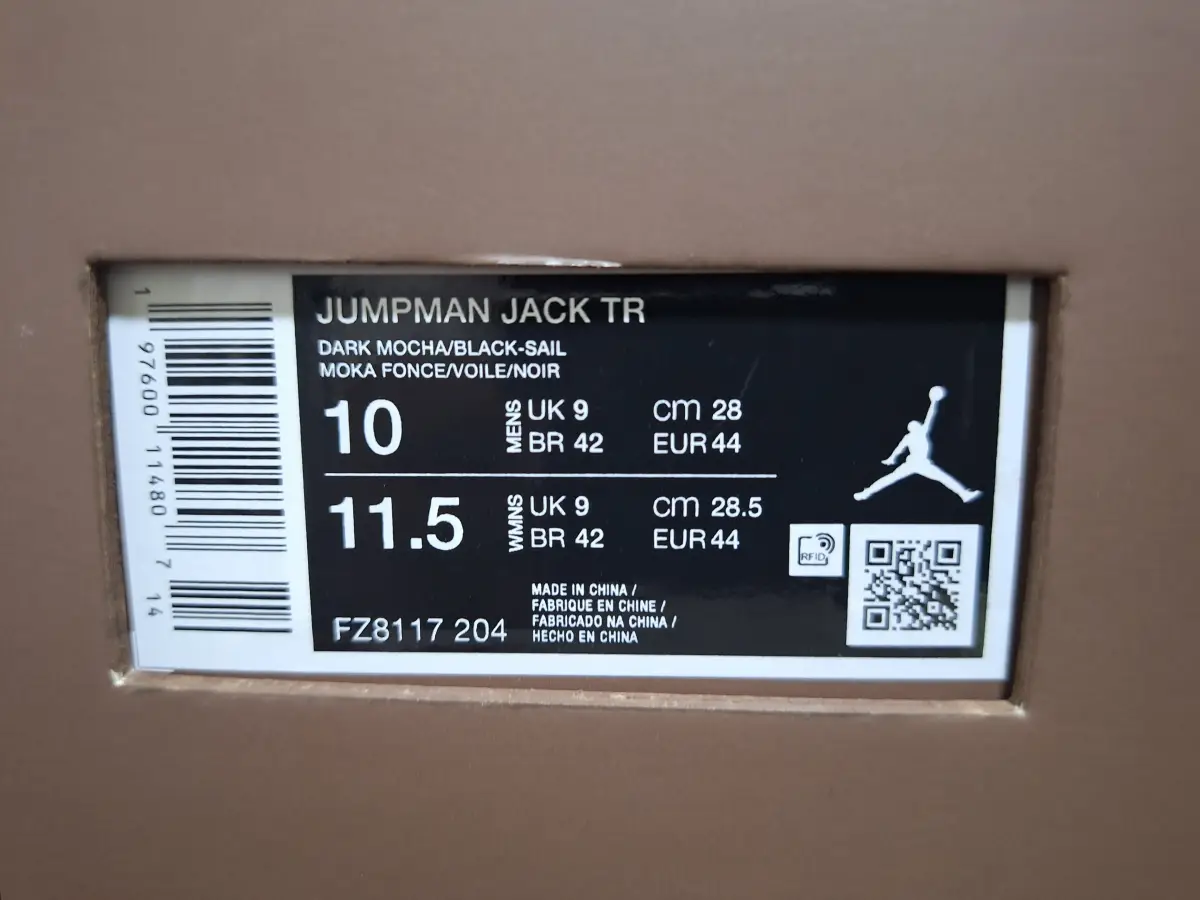 1 97600 11480 7 14
JUMPMAN JACK TR
DARK MOCHA/BLACK-SAIL
MOKA FONCE/VOILE/NOIR
10 MENS UK 9 cm 28
BR 42 EUR 44
11.5 WMNS UK 9 cm 28.5
BR 42 EUR 44
RFID
MADE IN CHINA /
FABRIQUE EN CHINE /
FABRICADO NA CHINA /
HECHO EN CHINA
FZ8117 204